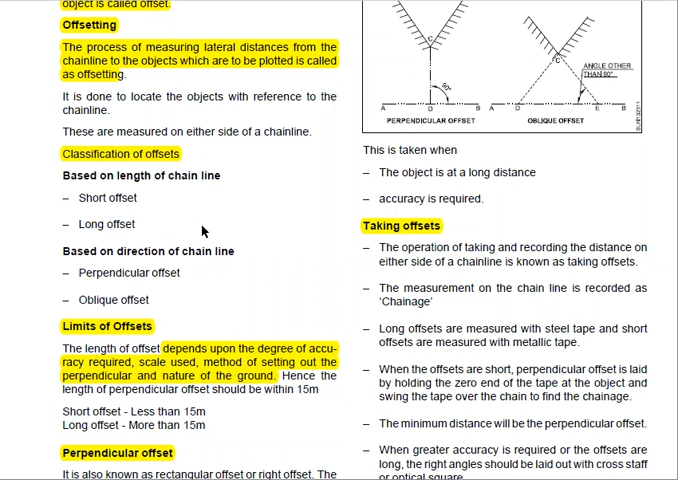 object is called offset.
Offsetting
The process of measuring lateral distances from the
chainline to the objects which are to be plotted is called
as offsetting.
It is done to locate the objects with reference to the
chainline.
These are measured on either side of a chainline.
Classification of offsets
Based on length of chain line
– Short offset
– Long offset
Based on direction of chain line
– Perpendicular offset
– Oblique offset
Limits of Offsets
The length of offset depends upon the degree of accu-
racy required, scale used, method of setting out the
perpendicular and nature of the ground. Hence the
length of perpendicular offset should be within 15m
Short offset - Less than 15m
Long offset - More than 15m
Perpendicular offset
It is also known as rectangular offset or right offset. The
C
90°
A
D
B
PERPENDICULAR OFFSET
C
ANGLE OTHER
THAN 90°
A
D
E
B
OBLIQUE OFFSET
This is taken when
– The object is at a long distance
– accuracy is required.
Taking offsets
– The operation of taking and recording the distance on
either side of a chainline is known as taking offsets.
– The measurement on the chain line is recorded as
‘Chainage’
– Long offsets are measured with steel tape and short
offsets are measured with metallic tape.
– When the offsets are short, perpendicular offset is laid
by holding the zero end of the tape at the object and
swing the tape over the chain to find the chainage.
– The minimum distance will be the perpendicular offset.
– When greater accuracy is required or the offsets are
long, the right angles should be laid out with cross staff
or optical square.